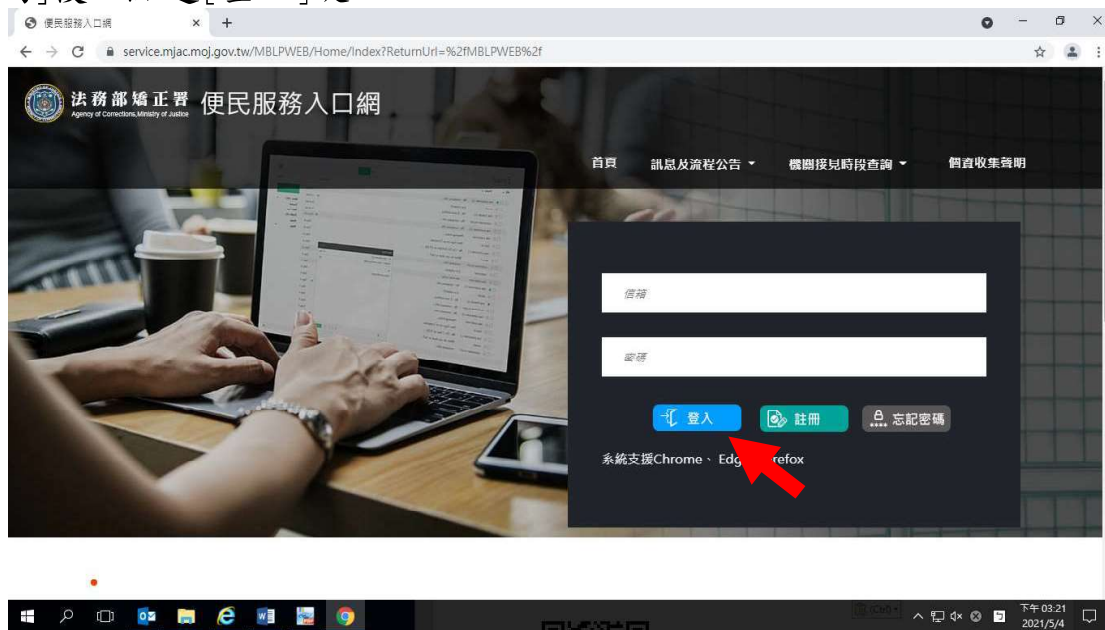 便民服務入口網
service.mjac.moj.gov.tw/MBLPWEB/Home/Index?ReturnUrl=%2fMBLPWEB%2f
法務部矯正署 便民服務入口網
Agency of Corrections,Ministry of Justice
首頁 訊息及流程公告 機關接見時段查詢 個資收集聲明
信箱
密碼
登入 註冊 忘記密碼
系統支援Chrome、 Edg refox
下午 03:21
2021/5/4